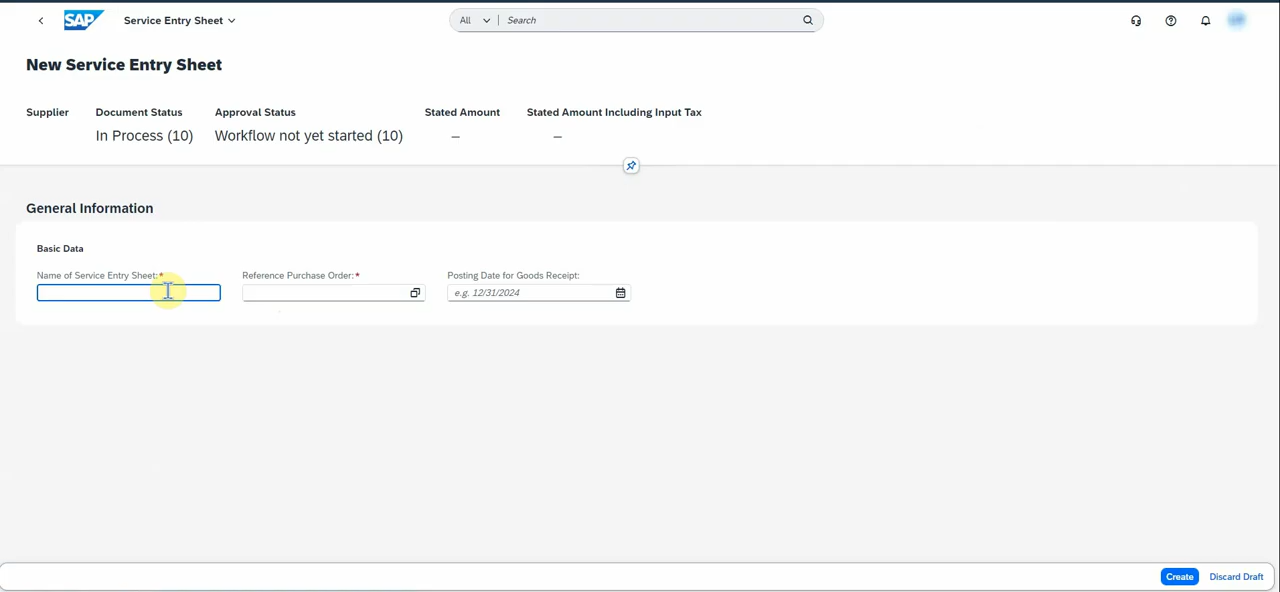 SAP Service Entry Sheet All Search
New Service Entry Sheet
Supplier Document Status Approval Status Stated Amount Stated Amount Including Input Tax
In Process (10) Workflow not yet started (10) – –
General Information
Basic Data
Name of Service Entry Sheet:* Reference Purchase Order:* Posting Date for Goods Receipt:
e.g. 12/31/2024
Create Discard Draft